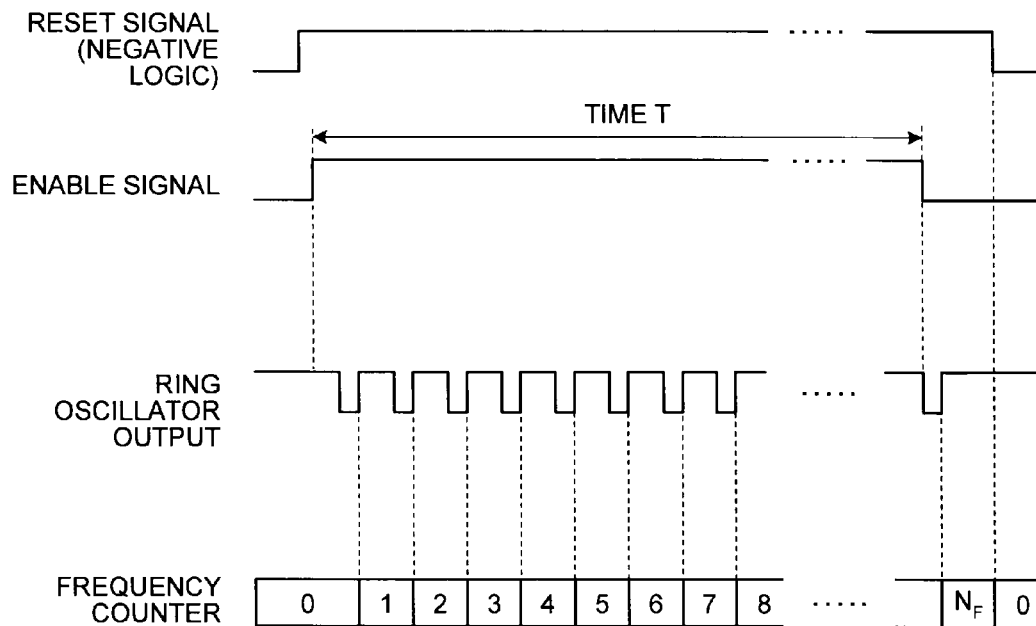 RESET SIGNAL
(NEGATIVE
LOGIC)
.....
TIME T
ENABLE SIGNAL
.....
RING
OSCILLATOR
OUTPUT
.....
FREQUENCY
COUNTER
0 1 2 3 4 5 6 7 8 ..... N_F 0